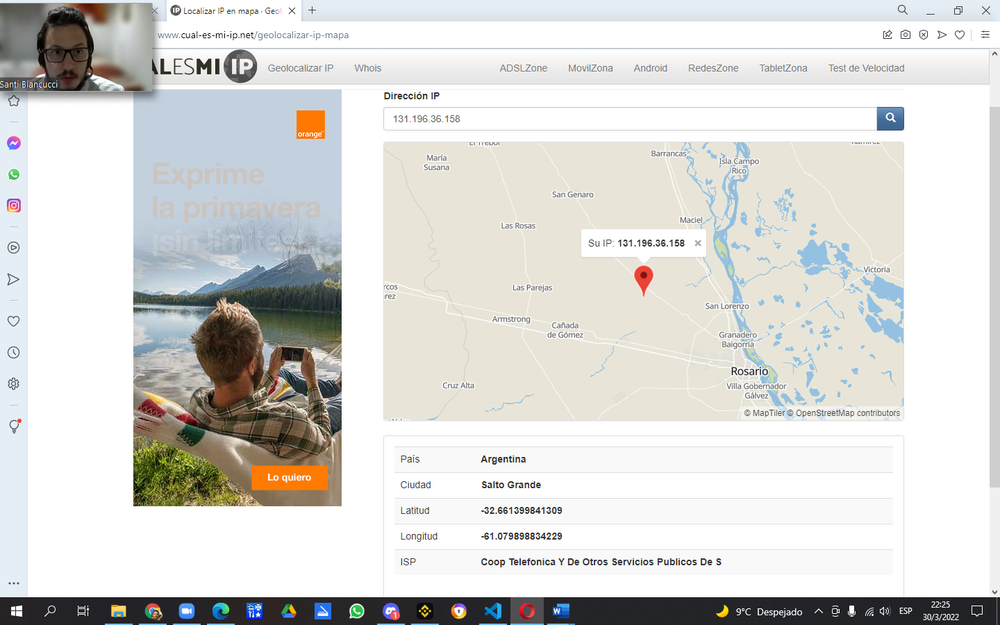 Localizar IP en mapa · Geol
www.cual-es-mi-ip.net/geolocalizar-ip-mapa
Santi Biancucci
ALESMI IP
Geolocalizar IP
Whois
ADSLZone
MovilZona
Android
RedesZone
TabletZona
Test de Velocidad
orange
Exprime
la primavera
¡sin
Lo quiero
Dirección IP
131.196.36.158
El Trébol
Barrancas
Ramírez
María
Susana
Isla Campo
Rico
San Genaro
Maciel
Las Rosas
Su IP: 131.196.36.158
Victoria
Las Parejas
rcos
rez
San Lorenzo
Armstrong
Cañada
de Gómez
Granadero
Baigorria
Rosario
Cruz Alta
Villa Gobernador
Gálvez
© MapTiler © OpenStreetMap contributors
País Argentina
Ciudad Salto Grande
Latitud -32.661399841309
Longitud -61.079898834229
ISP Coop Telefonica Y De Otros Servicios Publicos De S
1
9°C Despejado
ESP
22:25
30/3/2022